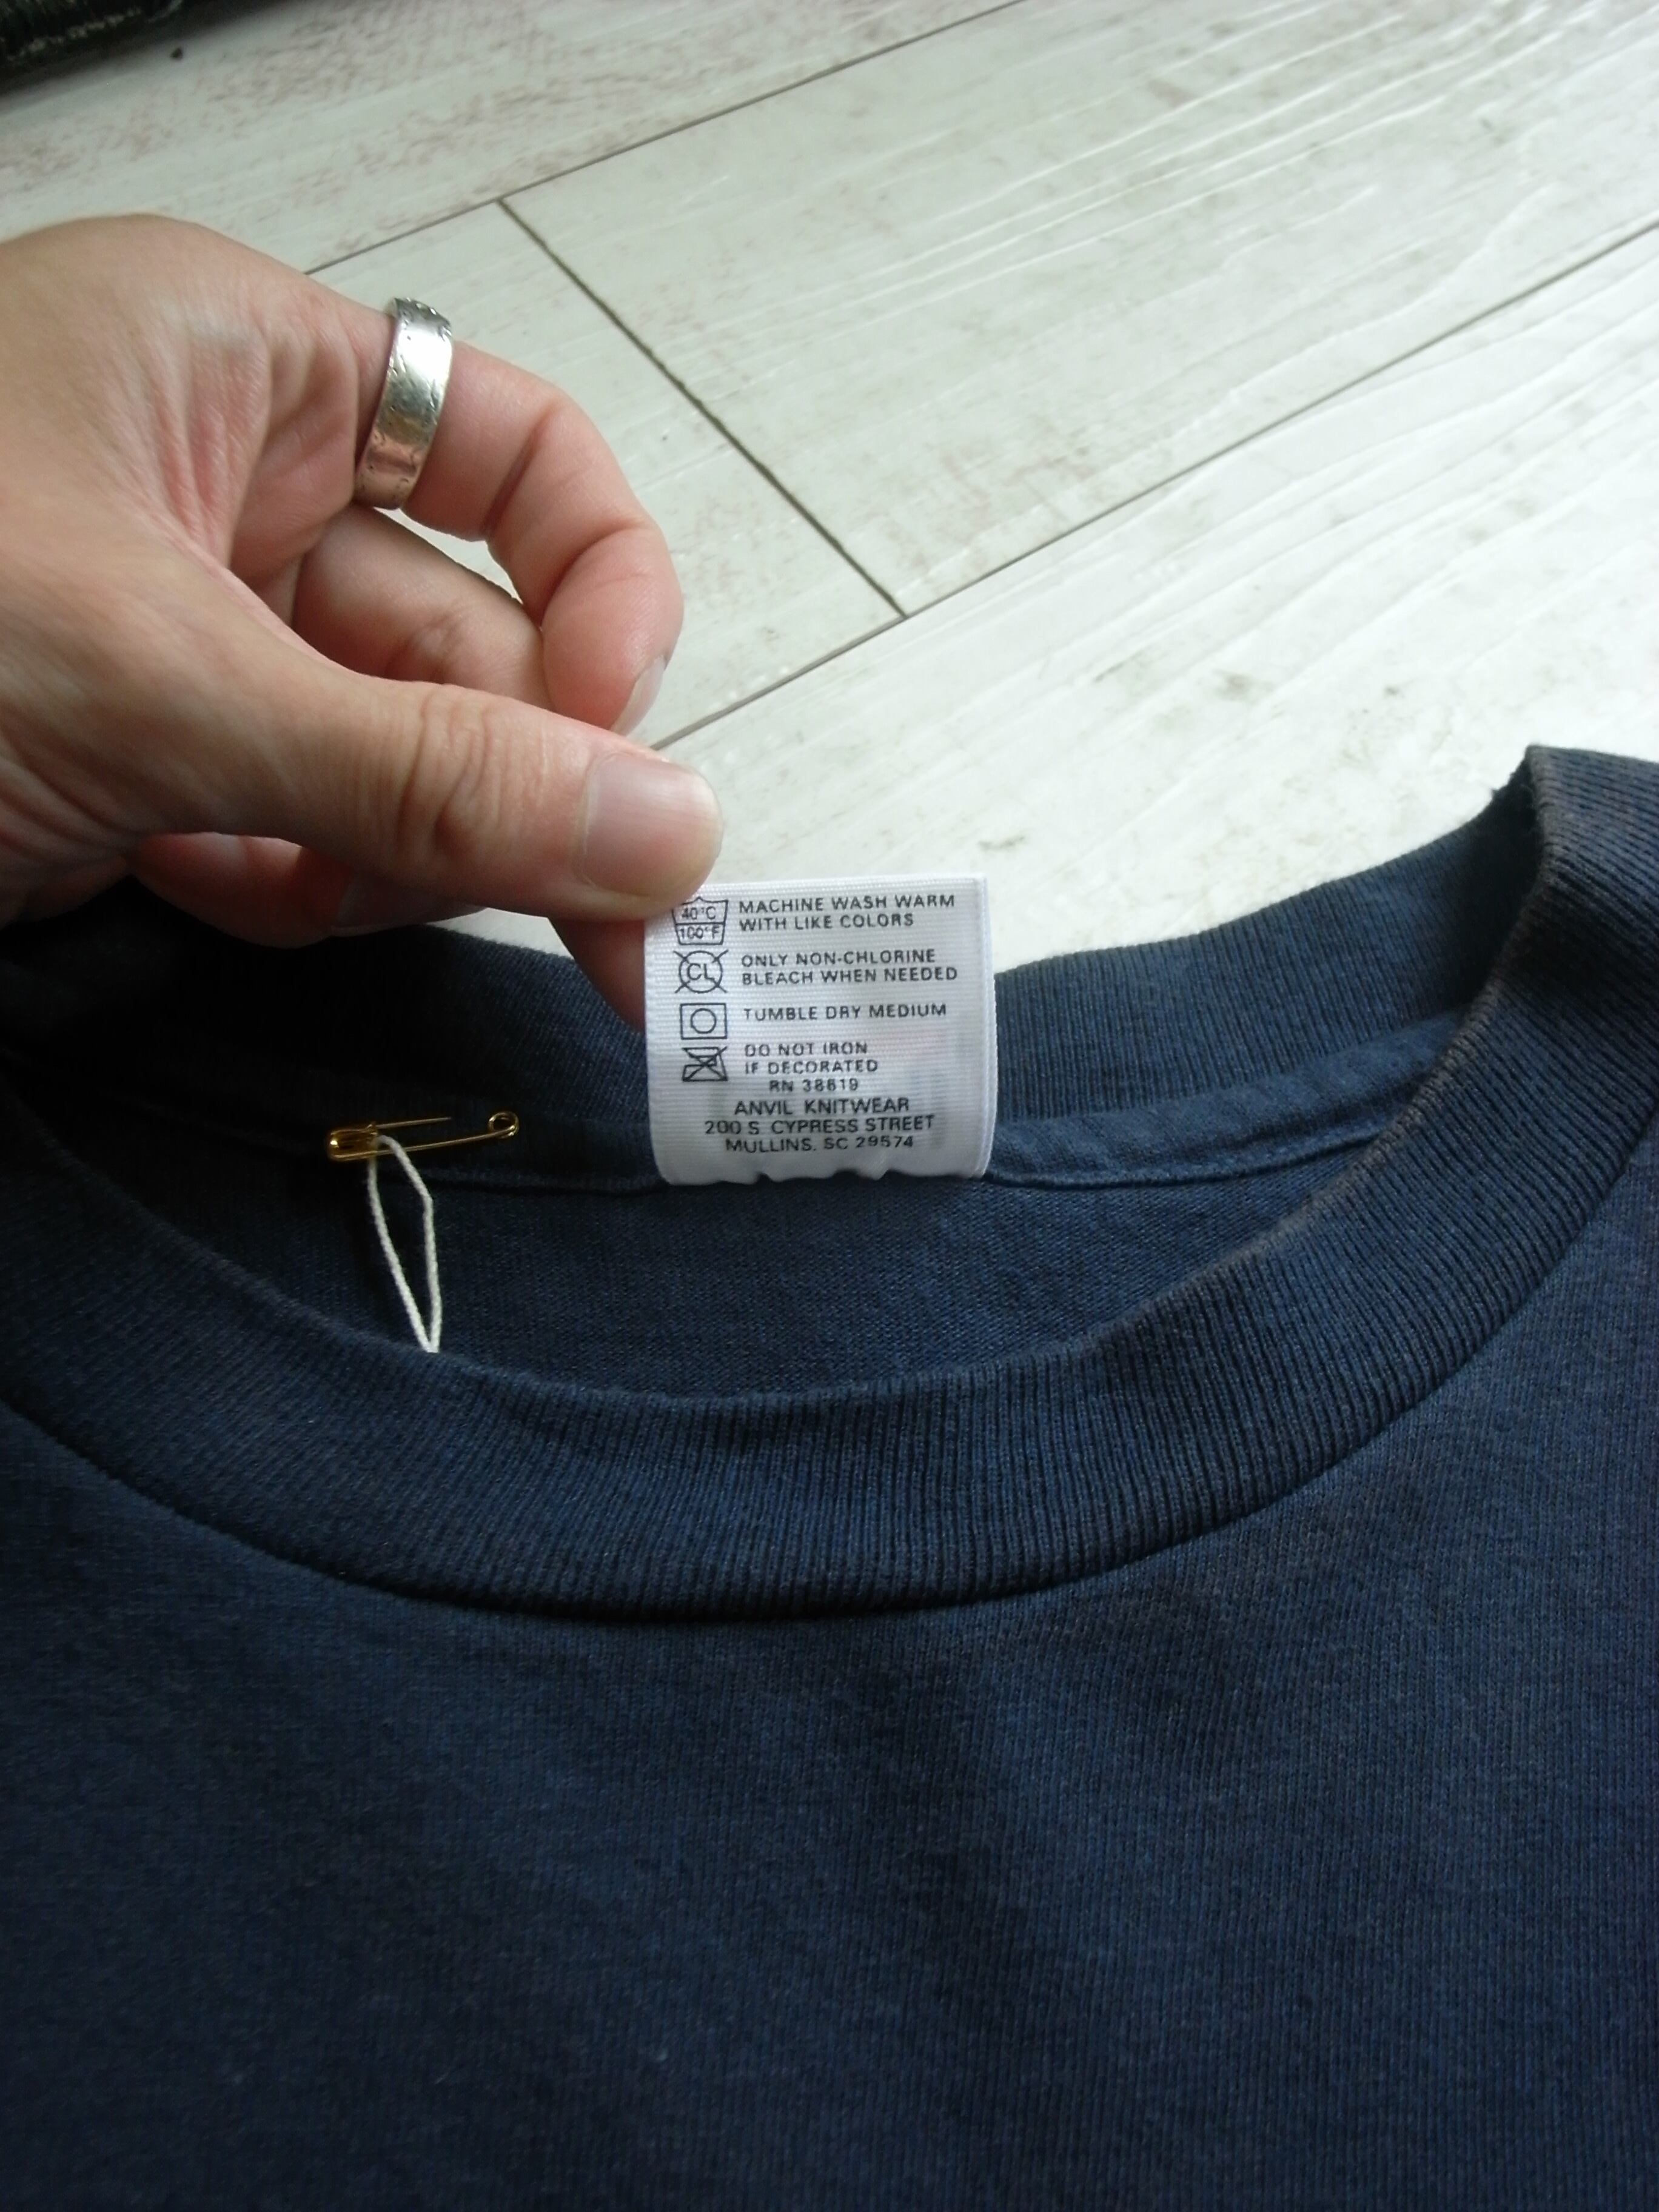 40°C
100°F
MACHINE WASH WARM
WITH LIKE COLORS
CL
ONLY NON-CHLORINE
BLEACH WHEN NEEDED
TUMBLE DRY MEDIUM
DO NOT IRON
IF DECORATED
RN 38619
ANVIL KNITWEAR
200 S. CYPRESS STREET
MULLINS, SC 29574